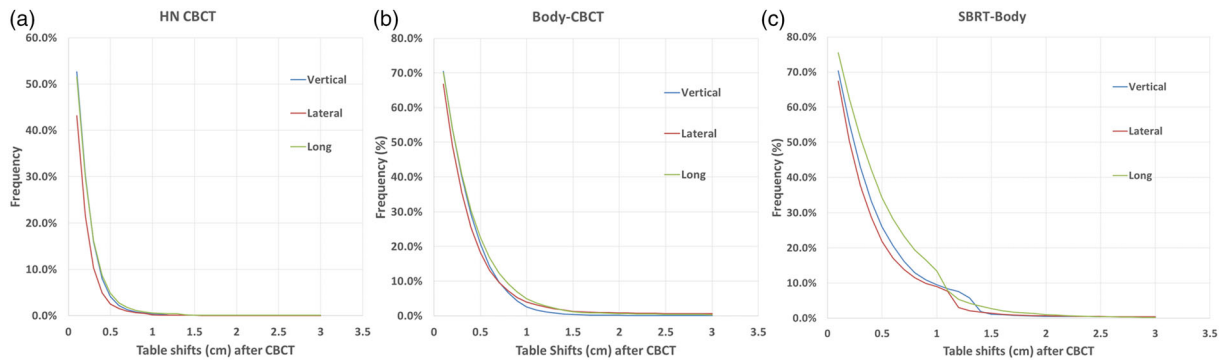 (a)
HN CBCT
60.0%
50.0%
40.0%
30.0%
20.0%
10.0%
0.0%
Frequency
Vertical
Lateral
Long
0 0.5 1 1.5 2 2.5 3 3.5
Table shifts (cm) after CBCT
(b)
Body-CBCT
80.0%
70.0%
60.0%
50.0%
40.0%
30.0%
20.0%
10.0%
0.0%
Frequency (%)
Vertical
Lateral
Long
0 0.5 1 1.5 2 2.5 3 3.5
Table Shifts (cm) after CBCT
(c)
SBRT-Body
80.0%
70.0%
60.0%
50.0%
40.0%
30.0%
20.0%
10.0%
0.0%
Frequency (%)
Vertical
Lateral
Long
0 0.5 1 1.5 2 2.5 3 3.5
Table shifts (cm) after CBCT